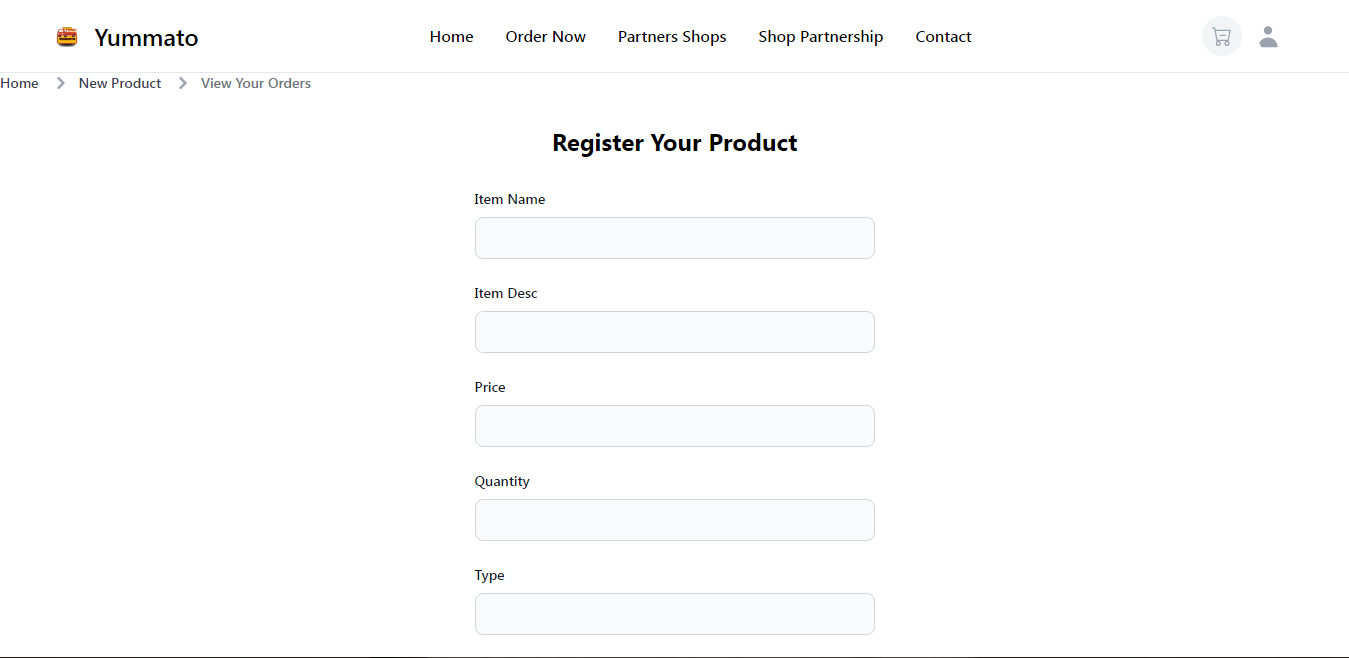 Yummato Home Order Now Partners Shops Shop Partnership Contact
Home New Product View Your Orders
Register Your Product
Item Name
Item Desc
Price
Quantity
Type